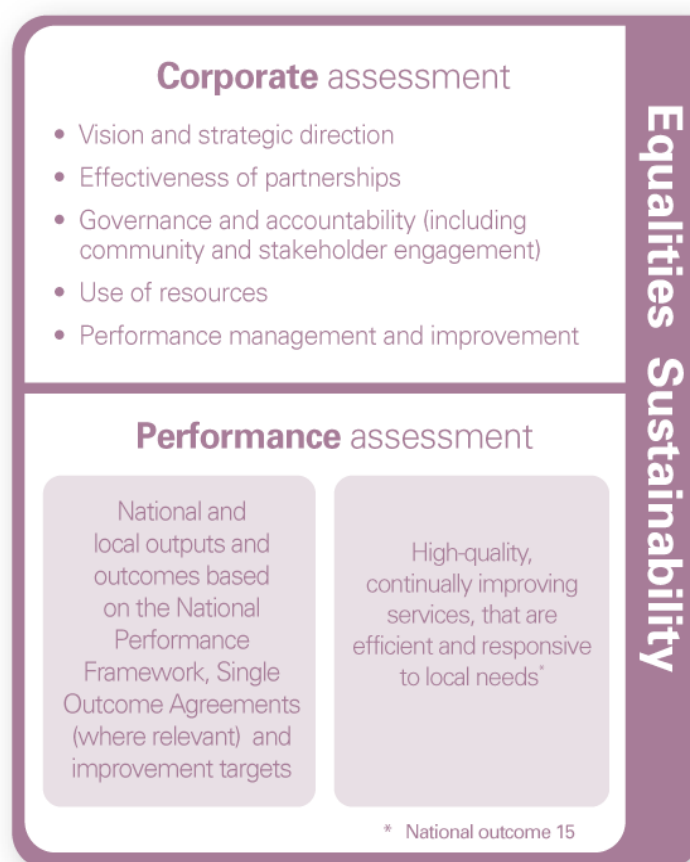 Corporate assessment
• Vision and strategic direction
• Effectiveness of partnerships
• Governance and accountability (including
community and stakeholder engagement)
• Use of resources
• Performance management and improvement
Performance assessment
National and
local outputs and
outcomes based
on the National
Performance
Framework, Single
Outcome Agreements
(where relevant) and
improvement targets
High-quality,
continually improving
services, that are
efficient and responsive
to local needs*
* National outcome 15
Equalities Sustainability